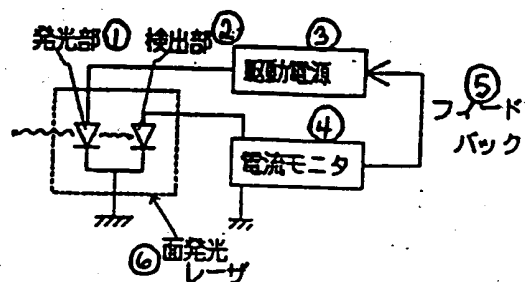 発光部①
検出部②
③
駆動電源
④
電流モニタ
⑤
フィード
バック
⑥面発光
レーザ